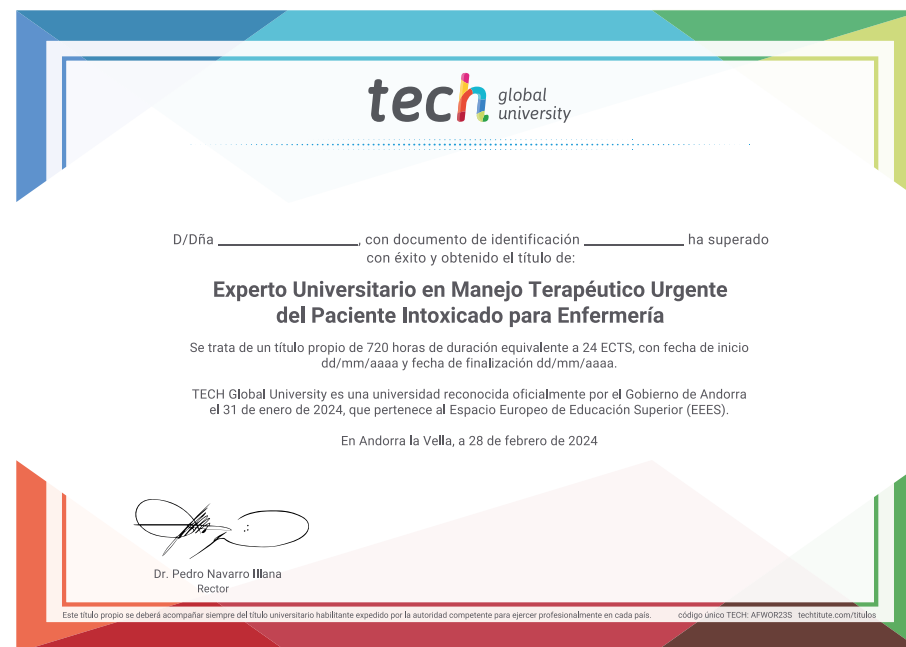 tech global university
D/Dña ____________________, con documento de identificación ______________ ha superado
con éxito y obtenido el título de:
Experto Universitario en Manejo Terapéutico Urgente
del Paciente Intoxicado para Enfermería
Se trata de un título propio de 720 horas de duración equivalente a 24 ECTS, con fecha de inicio
dd/mm/aaaa y fecha de finalización dd/mm/aaaa.
TECH Global University es una universidad reconocida oficialmente por el Gobierno de Andorra
el 31 de enero de 2024, que pertenece al Espacio Europeo de Educación Superior (EEES).
En Andorra la Vella, a 28 de febrero de 2024
Dr. Pedro Navarro Illana
Rector
Este título propio se deberá acompañar siempre del título universitario habilitante expedido por la autoridad competente para ejercer profesionalmente en cada país. código único TECH: AFWOR23S techtitute.com/titulos